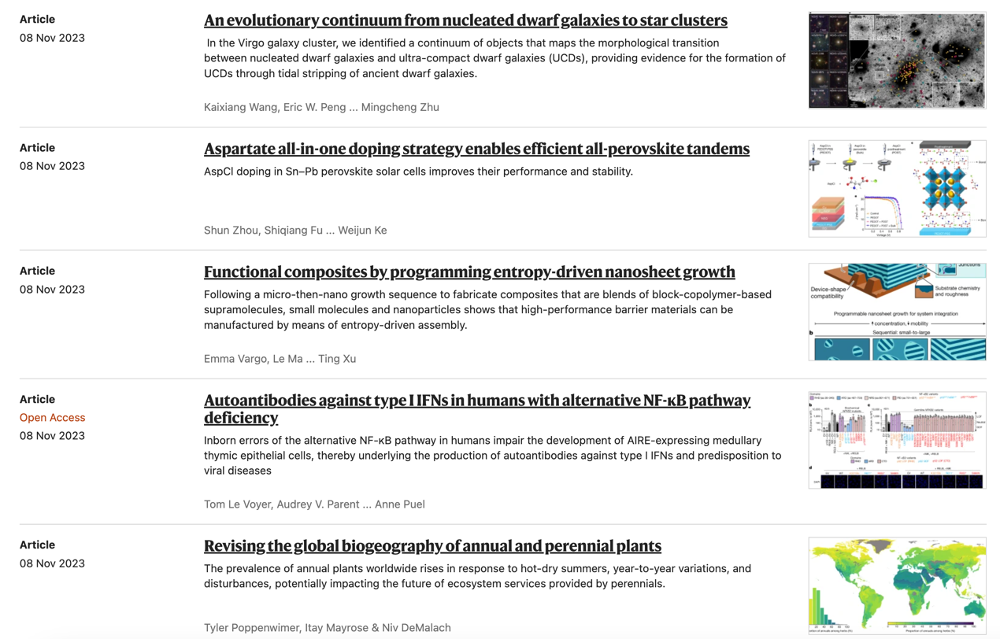 Article
08 Nov 2023
An evolutionary continuum from nucleated dwarf galaxies to star clusters
In the Virgo galaxy cluster, we identified a continuum of objects that maps the morphological transition
between nucleated dwarf galaxies and ultra-compact dwarf galaxies (UCDs), providing evidence for the formation of
UCDs through tidal stripping of ancient dwarf galaxies.
Kaixiang Wang, Eric W. Peng ... Mingcheng Zhu
Article
08 Nov 2023
Aspartate all-in-one doping strategy enables efficient all-perovskite tandems
AspCl doping in Sn–Pb perovskite solar cells improves their performance and stability.
Shun Zhou, Shiqiang Fu ... Weijun Ke
Article
08 Nov 2023
Functional composites by programming entropy-driven nanosheet growth
Following a micro-then-nano growth sequence to fabricate composites that are blends of block-copolymer-based
supramolecules, small molecules and nanoparticles shows that high-performance barrier materials can be
manufactured by means of entropy-driven assembly.
Emma Vargo, Le Ma ... Ting Xu
Junctions
Device-shape
compatibility
Substrate chemistry
and roughness
Programmable nanosheet growth for system integration
⬆ concentration, ⬇ mobility
b
Sequential: small-to-large
Article
Open Access
08 Nov 2023
Autoantibodies against type I IFNs in humans with alternative NF-κB pathway
deficiency
Inborn errors of the alternative NF-κB pathway in humans impair the development of AIRE-expressing medullary
thymic epithelial cells, thereby underlying the production of autoantibodies against type I IFNs and predisposition to
viral diseases
Tom Le Voyer, Audrey V. Parent ... Anne Puel
Article
08 Nov 2023
Revising the global biogeography of annual and perennial plants
The prevalence of annual plants worldwide rises in response to hot-dry summers, year-to-year variations, and
disturbances, potentially impacting the future of ecosystem services provided by perennials.
Tyler Poppenwimer, Itay Mayrose & Niv DeMalach
Proportion of annuals among herbs (%)